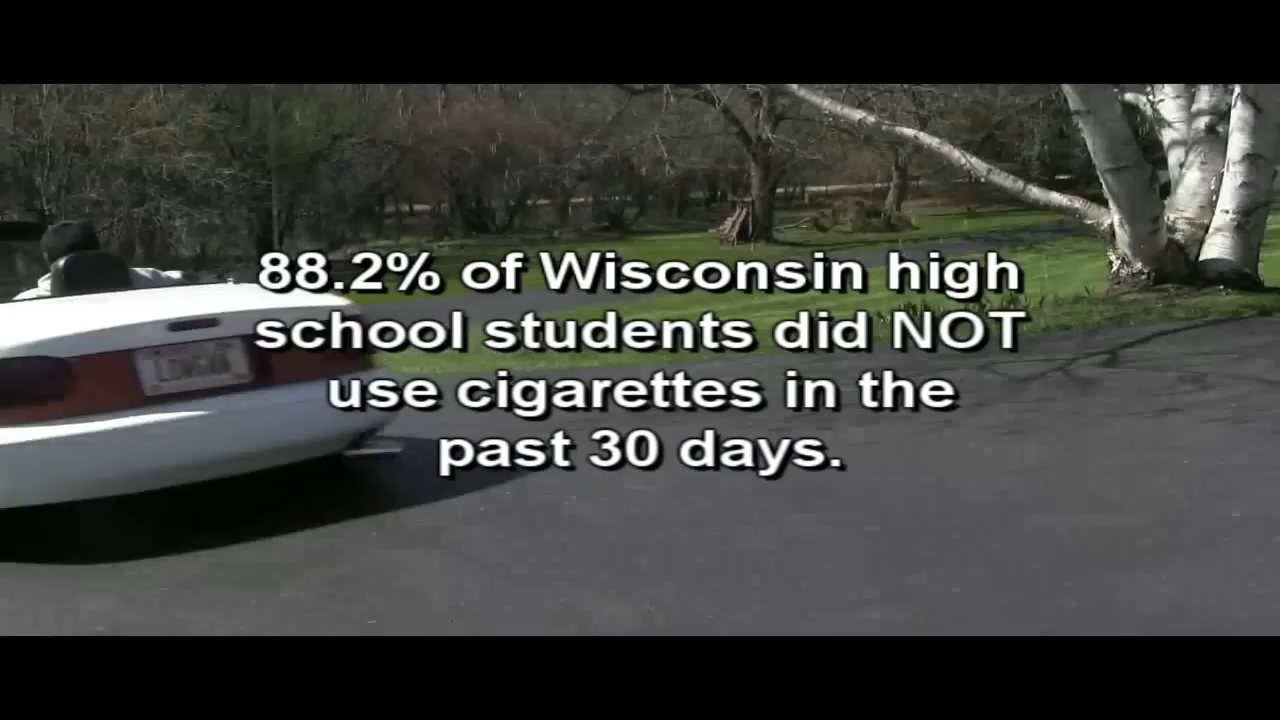 88.2% of Wisconsin high
school students did NOT
use cigarettes in the
past 30 days.